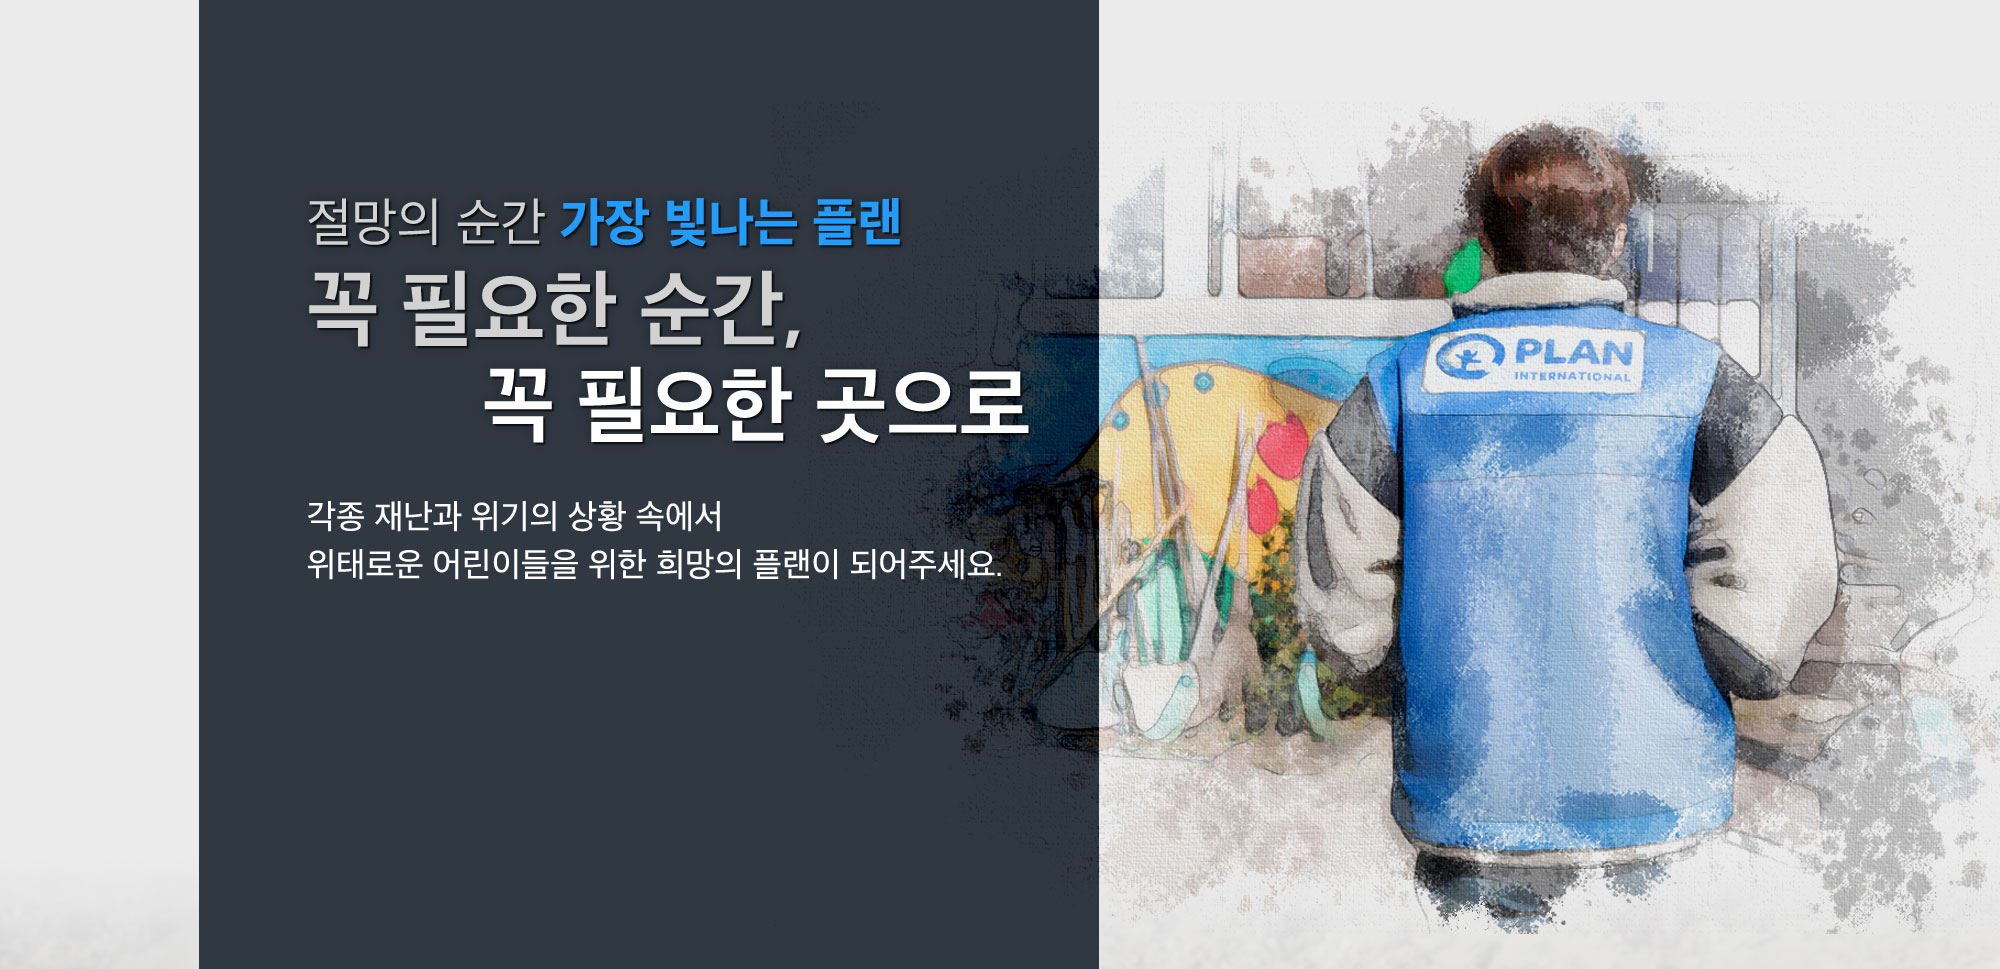 절망의 순간 가장 빛나는 플랜
꼭 필요한 순간,
꼭 필요한 곳으로
각종 재난과 위기의 상황 속에서
위태로운 어린이들을 위한 희망의 플랜이 되어주세요.
PLAN
INTERNATIONAL